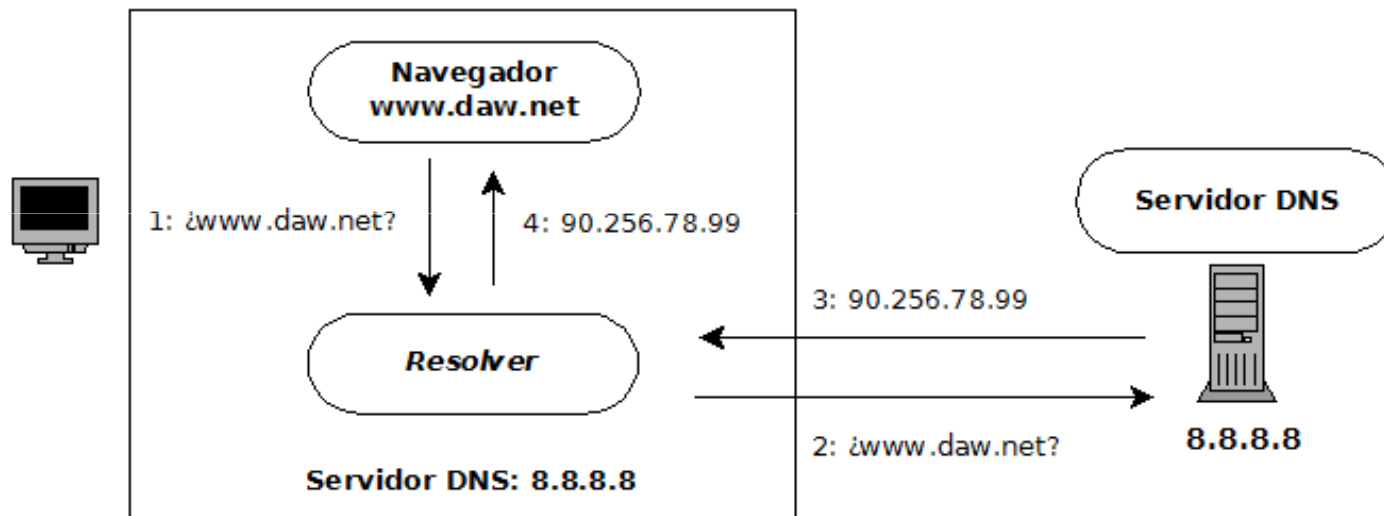 Navegador
www.daw.net
1: ¿www.daw.net?
4: 90.256.78.99
Resolver
Servidor DNS: 8.8.8.8
3: 90.256.78.99
2: ¿www.daw.net?
Servidor DNS
8.8.8.8